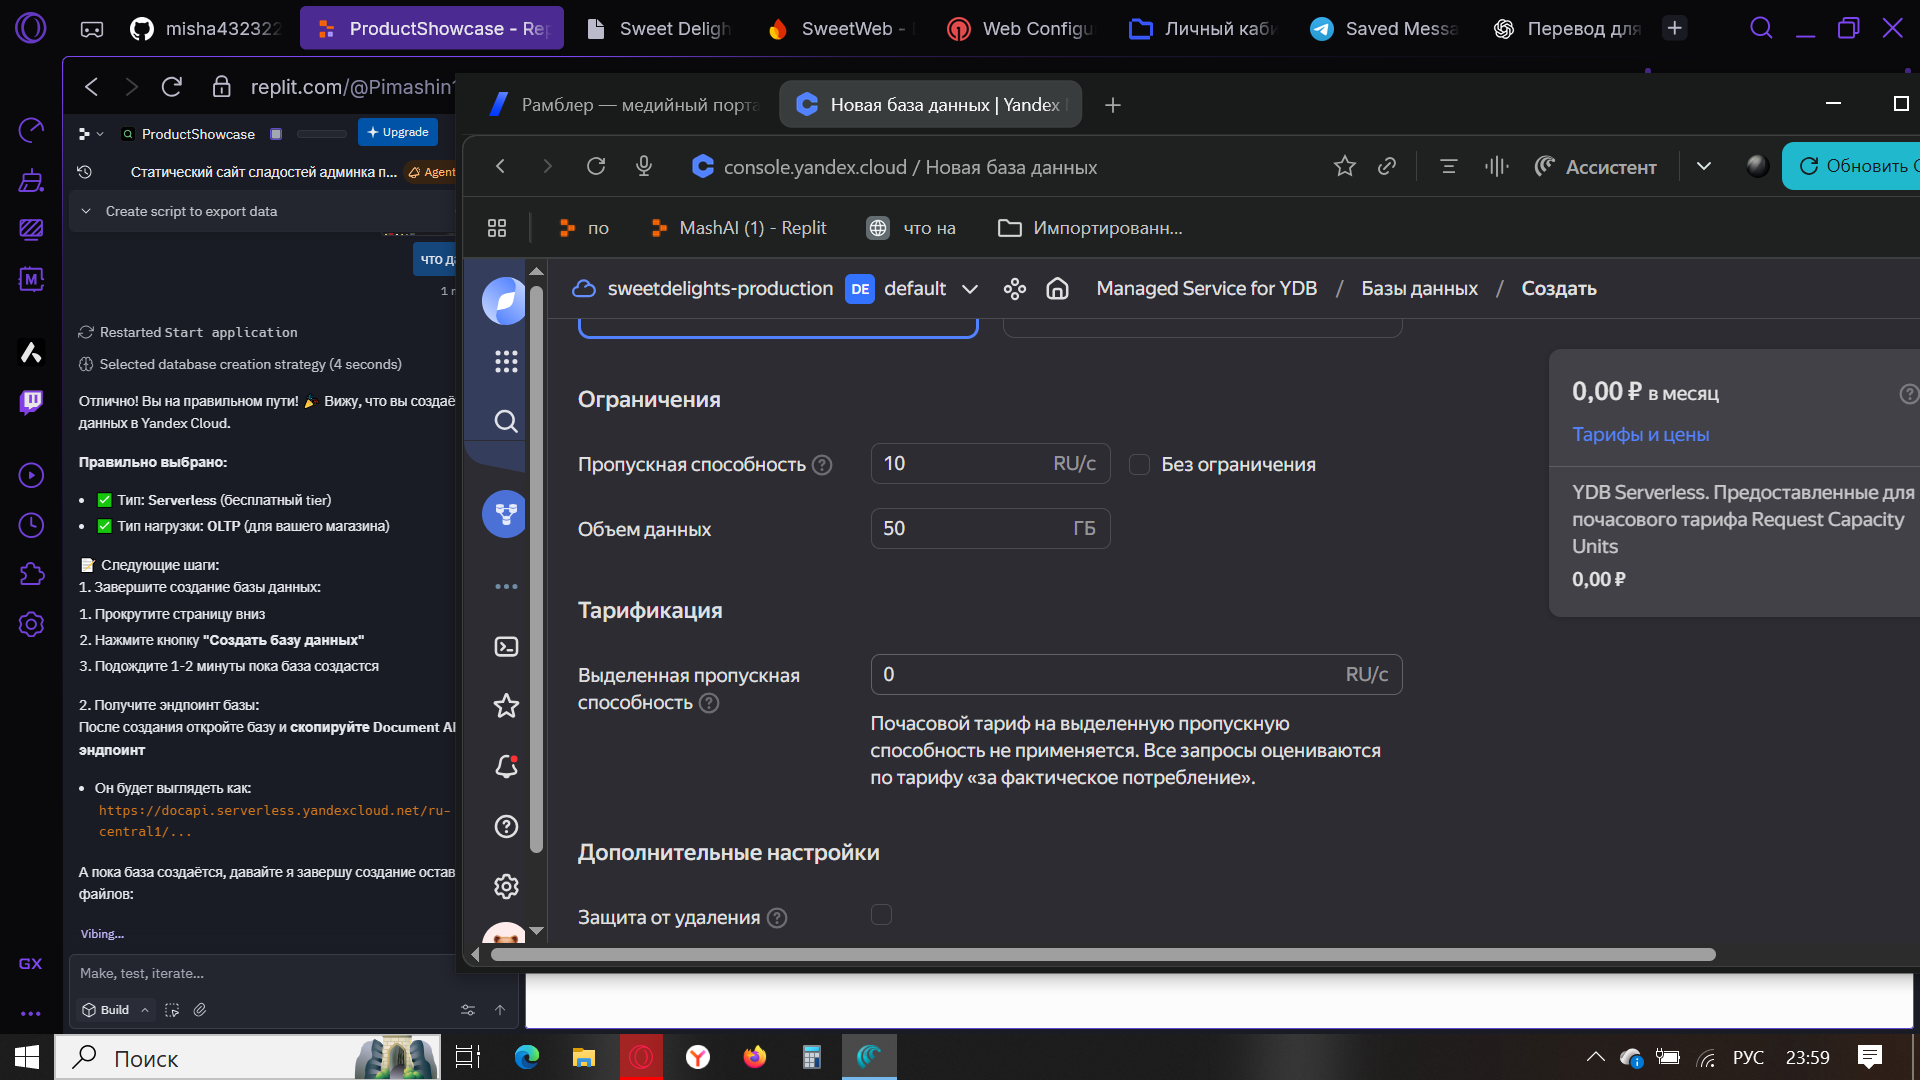 misha432322
ProductShowcase - Rep
Sweet Deligh
SweetWeb -
Web Configu
Личный каби
Saved Messa
Перевод для
replit.com/@Pimashin
Рамблер — медийный порта
Новая база данных | Yandex
ProductShowcase
Upgrade
console.yandex.cloud / Новая база данных
Ассистент
Обновить
Статический сайт сладостей админка п...
Agent
Create script to export data
по
MashAI (1) - Replit
что на
Импортированн...
что д
1
sweetdelights-production
DE
default
Managed Service for YDB / Базы данных / Создать
Restarted Start application
Selected database creation strategy (4 seconds)
Отлично! Вы на правильном пути! 🎉 Вижу, что вы создаё
данных в Yandex Cloud.
Правильно выбрано:
• ✅ Тип: Serverless (бесплатный tier)
• ✅ Тип нагрузки: OLTP (для вашего магазина)
📝 Следующие шаги:
1. Завершите создание базы данных:
1. Прокрутите страницу вниз
2. Нажмите кнопку "Создать базу данных"
3. Подождите 1-2 минуты пока база создастся
2. Получите эндпоинт базы:
После создания откройте базу и скопируйте Document AP
эндпоинт
• Он будет выглядеть как:
https://docapi.serverless.yandexcloud.net/ru-
central1/...
А пока база создаётся, давайте я завершу создание остав
файлов:
Vibing...
Make, test, iterate...
Build
Ограничения
Пропускная способность
10
RU/с
Без ограничения
Объем данных
50
ГБ
Тарификация
Выделенная пропускная
способность
0
RU/с
Почасовой тариф на выделенную пропускную
способность не применяется. Все запросы оцениваются
по тарифу «за фактическое потребление».
Дополнительные настройки
Защита от удаления
0,00 ₽ в месяц
Тарифы и цены
YDB Serverless. Предоставленные для
почасового тарифа Request Capacity
Units
0,00 ₽
GX
Поиск
РУС
23:59